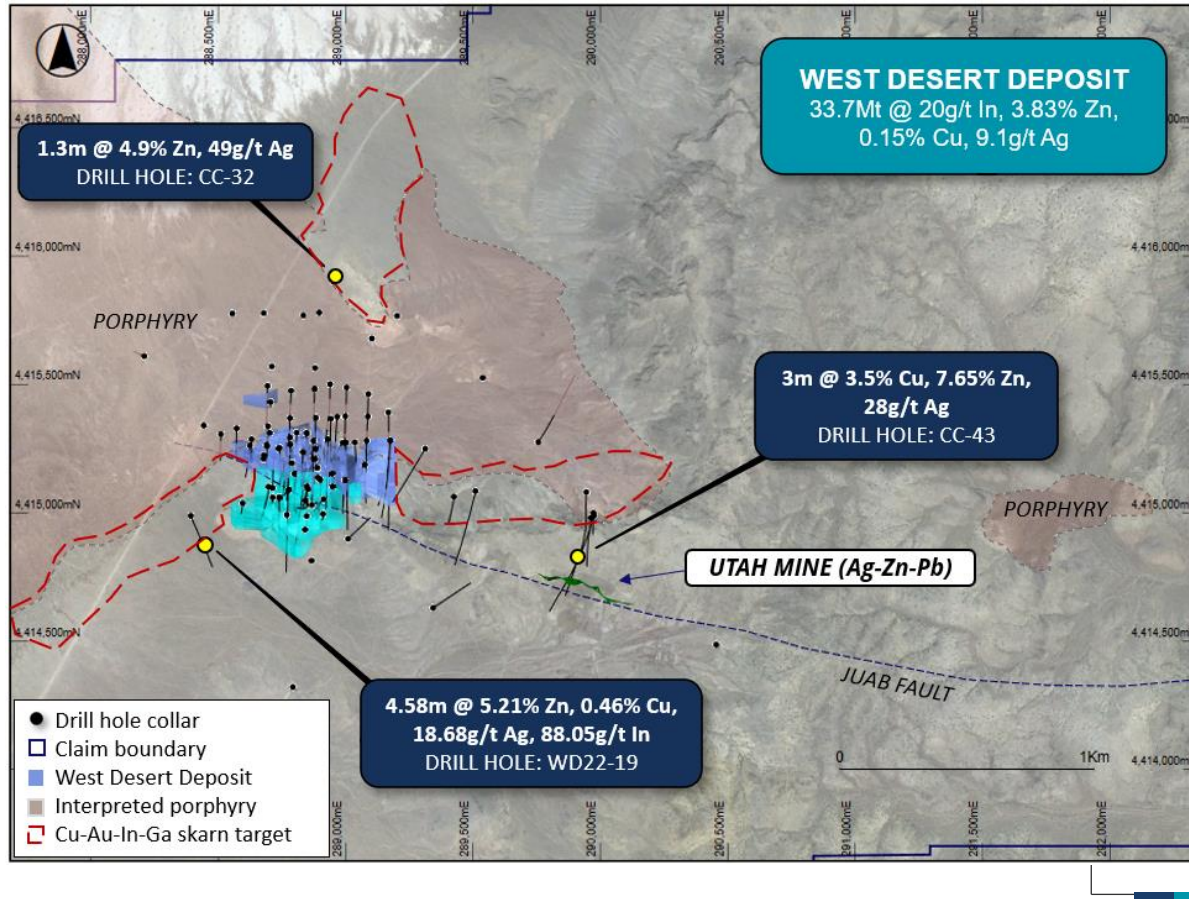 288,000mE
288,500mE
289,000mE
289,500mE
290,000mE
290,500mE
WEST DESERT DEPOSIT
33.7Mt @ 20g/t In, 3.83% Zn,
0.15% Cu, 9.1g/t Ag
4,416,500mN
1.3m @ 4.9% Zn, 49g/t Ag
DRILL HOLE: CC-32
4,416,000mN
4,416,000mN
PORPHYRY
4,415,500mN
4,415,500mN
3m @ 3.5% Cu, 7.65% Zn,
28g/t Ag
DRILL HOLE: CC-43
4,415,000mN
4,415,000mN
PORPHYRY
UTAH MINE (Ag-Zn-Pb)
4,414,500mN
4,414,500mN
JUAB FAULT
4.58m @ 5.21% Zn, 0.46% Cu,
18.68g/t Ag, 88.05g/t In
DRILL HOLE: WD22-19
Drill hole collar
Claim boundary
West Desert Deposit
Interpreted porphyry
Cu-Au-In-Ga skarn target
0
1Km
4,414,000mN
289,000mE
289,500mE
290,000mE
290,500mE
291,000mE
291,500mE
292,000mE